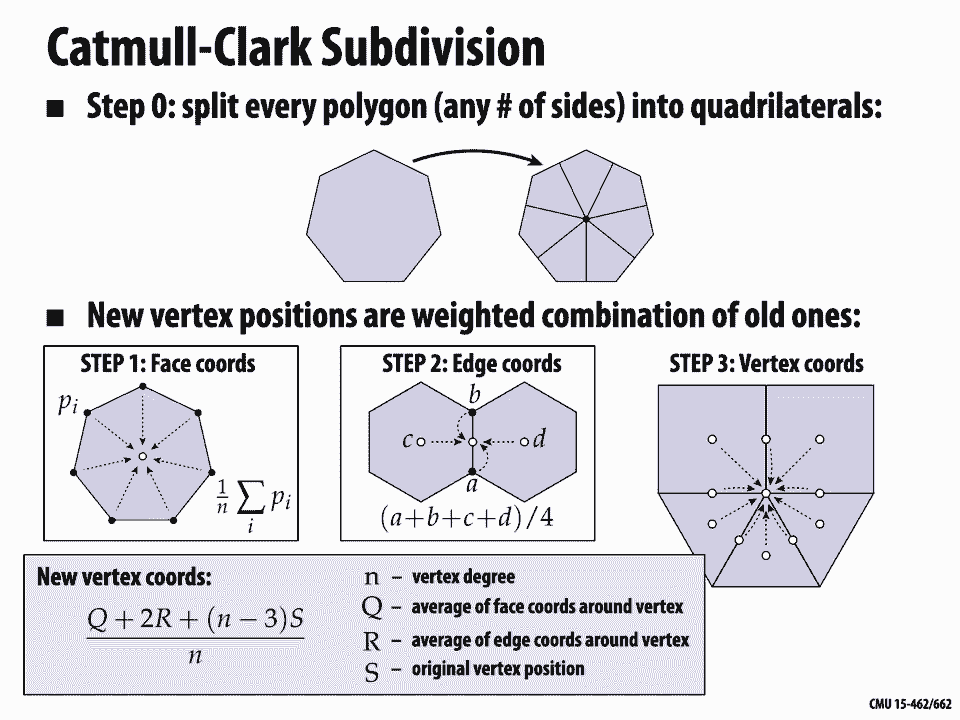 Catmull-Clark Subdivision
■ Step 0: split every polygon (any # of sides) into quadrilaterals:
■ New vertex positions are weighted combination of old ones:
STEP 1: Face coords
p_i
1/n ∑_i p_i
STEP 2: Edge coords
b
c
d
a
(a+b+c+d)/4
STEP 3: Vertex coords
New vertex coords:
Q + 2R + (n − 3)S
n
n – vertex degree
Q – average of face coords around vertex
R – average of edge coords around vertex
S – original vertex position
CMU 15-462/662